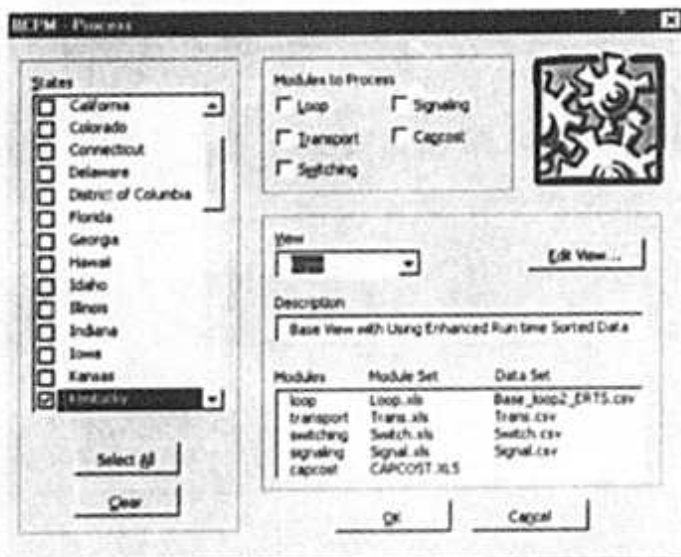 BCPM - Process
States
California
Colorado
Connecticut
Delaware
District of Columbia
Florida
Georgia
Hawaii
Idaho
Illinois
Indiana
Iowa
Kansas
Kentucky
Select All
Clear
Modules to Process
Loop
Signaling
Transport
Capcost
Switching
View
Edit View...
Description
Base View with Using Enhanced Run time Sorted Data
Modules Module Set Data Set
loop Loop.xls Base_loop2_ERTS.csv
transport Trans.xls Trans.csv
switching Switch.xls Switch.csv
signaling Signal.xls Signal.csv
capcost CAPCOST.XLS
OK Cancel